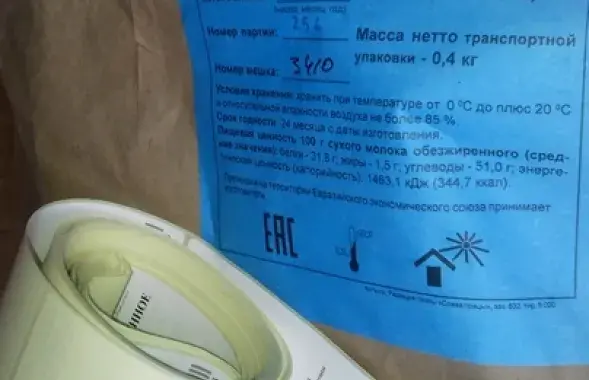 Номер партии: 256
Масса нетто транспортной
упаковки - 0,4 кг
Номер мешка: 3410
Условия хранения: хранить при температуре от 0 °С до плюс 20 °С
и относительной влажности воздуха не более 85 %.
Срок годности 24 месяца с даты изготовления.
Пищевая ценность 100 г сухого молока обезжиренного (сред-
ние значения): белки - 31,8 г; жиры - 1,5 г; углеводы - 51,0 г; энерге-
тическая ценность (калорийность): 1463,1 кДж (344,7 ккал).
Претензии на территории Евразийского экономического союза принимает
изготовитель
EAC